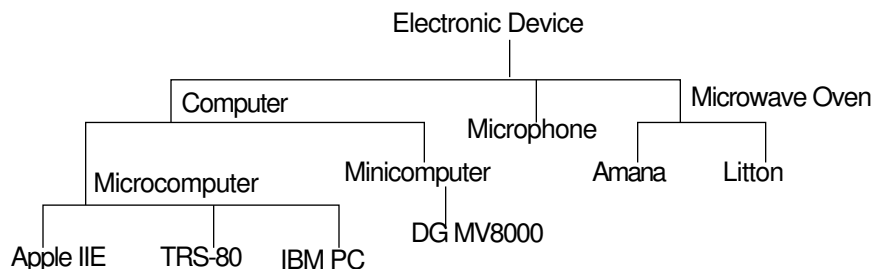 Electronic Device
Computer
Microphone
Microwave Oven
Microcomputer
Minicomputer
Amana
Litton
Apple IIE
TRS-80
IBM PC
DG MV8000